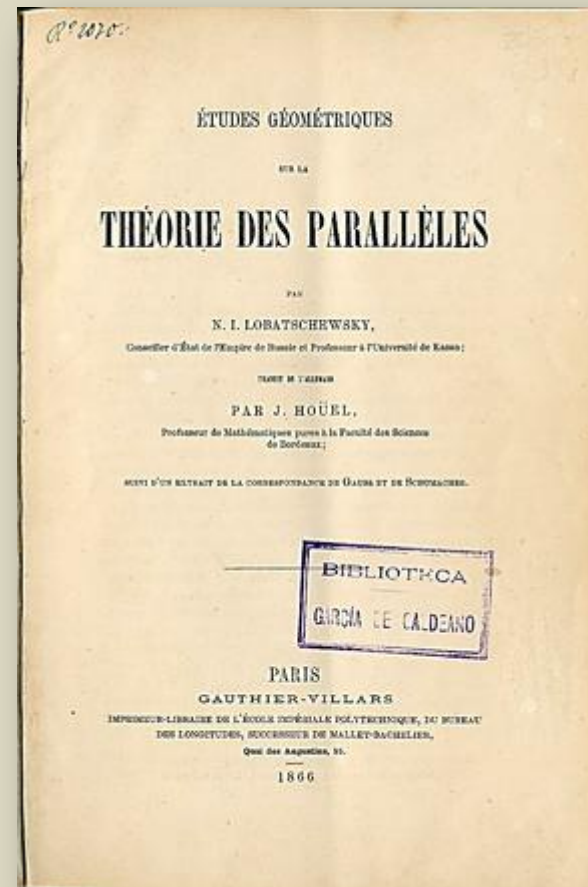 Rº 2070.
ÉTUDES GÉOMÉTRIQUES
SUR LA
THÉORIE DES PARALLÈLES
PAR
N. I. LOBATSCHEWSKY,
Conseiller d'État de l'Empire de Russie et Professeur à l'Université de Kasan;
TRADUIT DE L'ALLEMAND
PAR J. HOÜEL,
Professeur de Mathématiques pures à la Faculté des Sciences
de Bordeaux;
SUIVI D'UN EXTRAIT DE LA CORRESPONDANCE DE GAUSS ET DE SCHUMACHER.
BIBLIOTECA
GARCÍA DE GALDEANO
PARIS
GAUTHIER-VILLARS
IMPRIMEUR-LIBRAIRE DE L'ÉCOLE IMPÉRIALE POLYTECHNIQUE, DU BUREAU
DES LONGITUDES, SUCCESSEUR DE MALLET-BACHELIER,
Quai des Augustins, 55.
1866